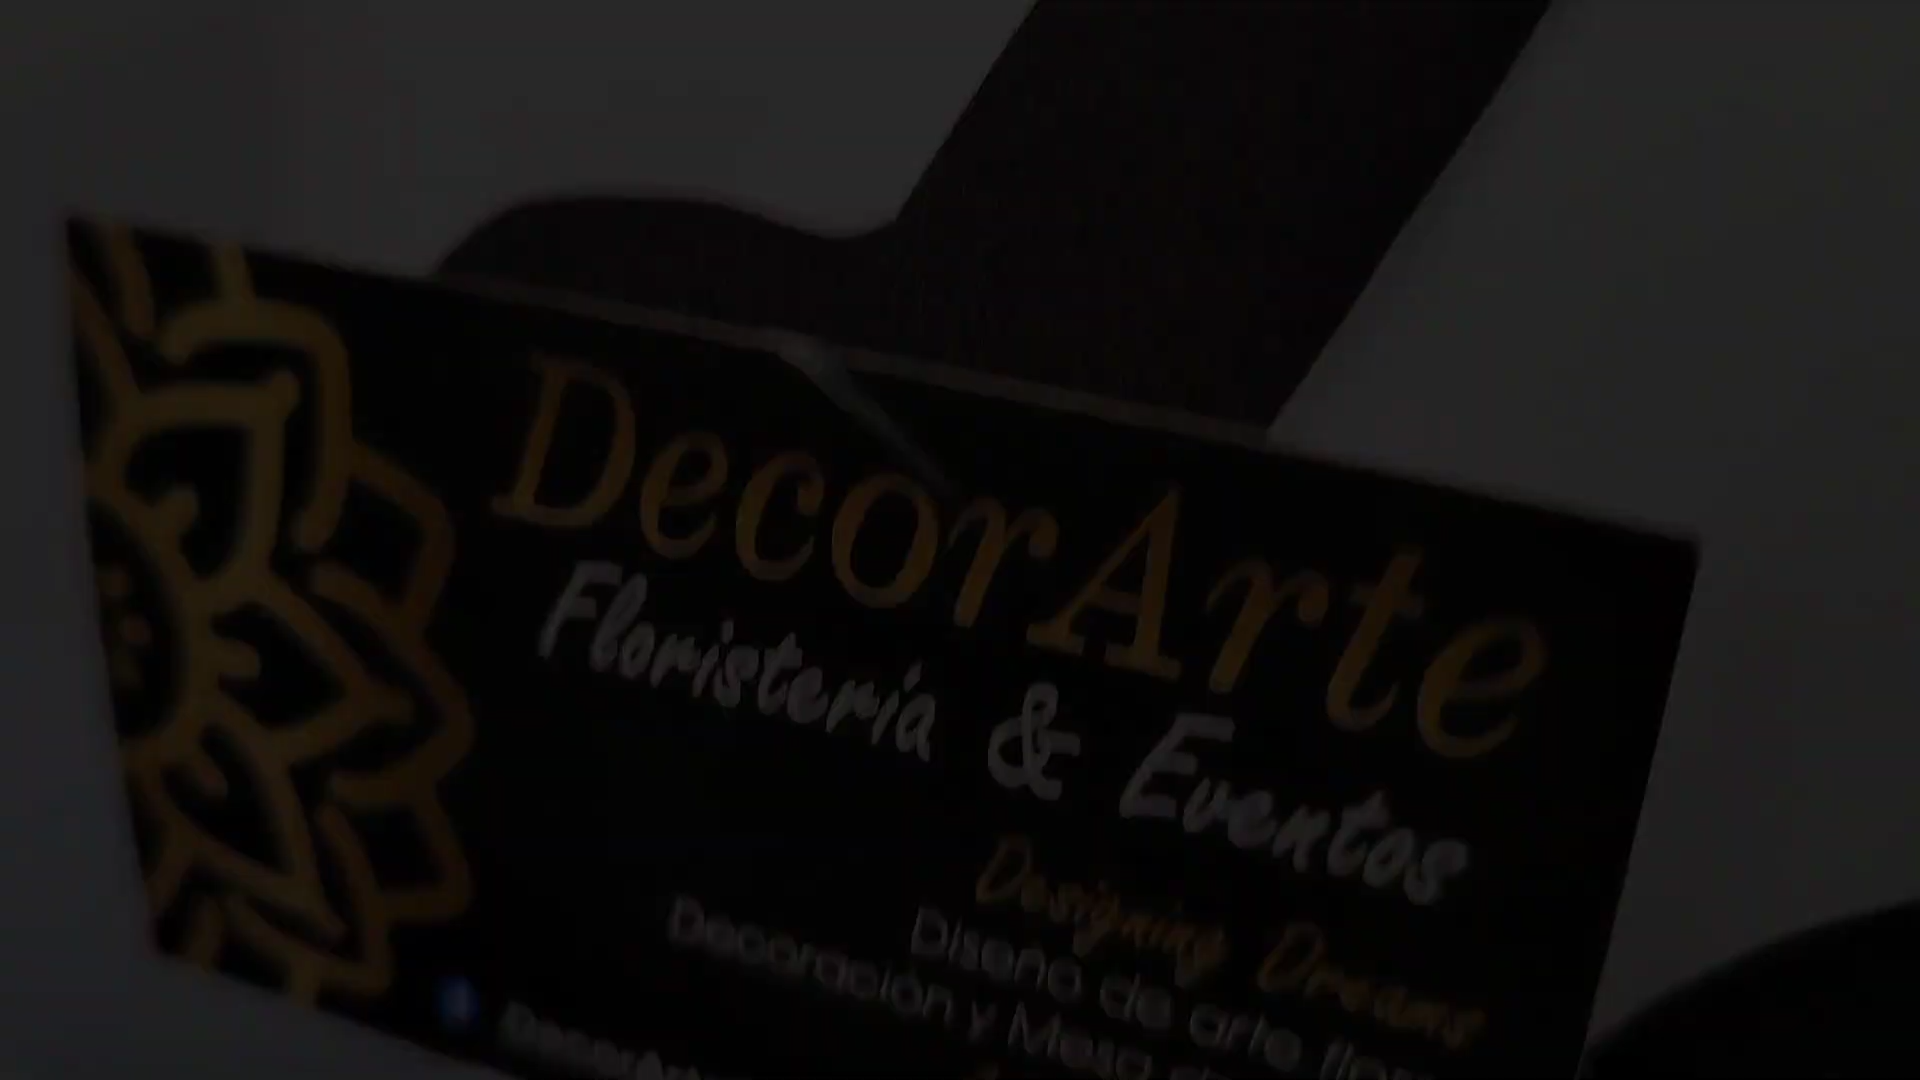 DecorArte
Floristería & Eventos
Designing Dreams
Diseño de arte
Decoración y Mesa